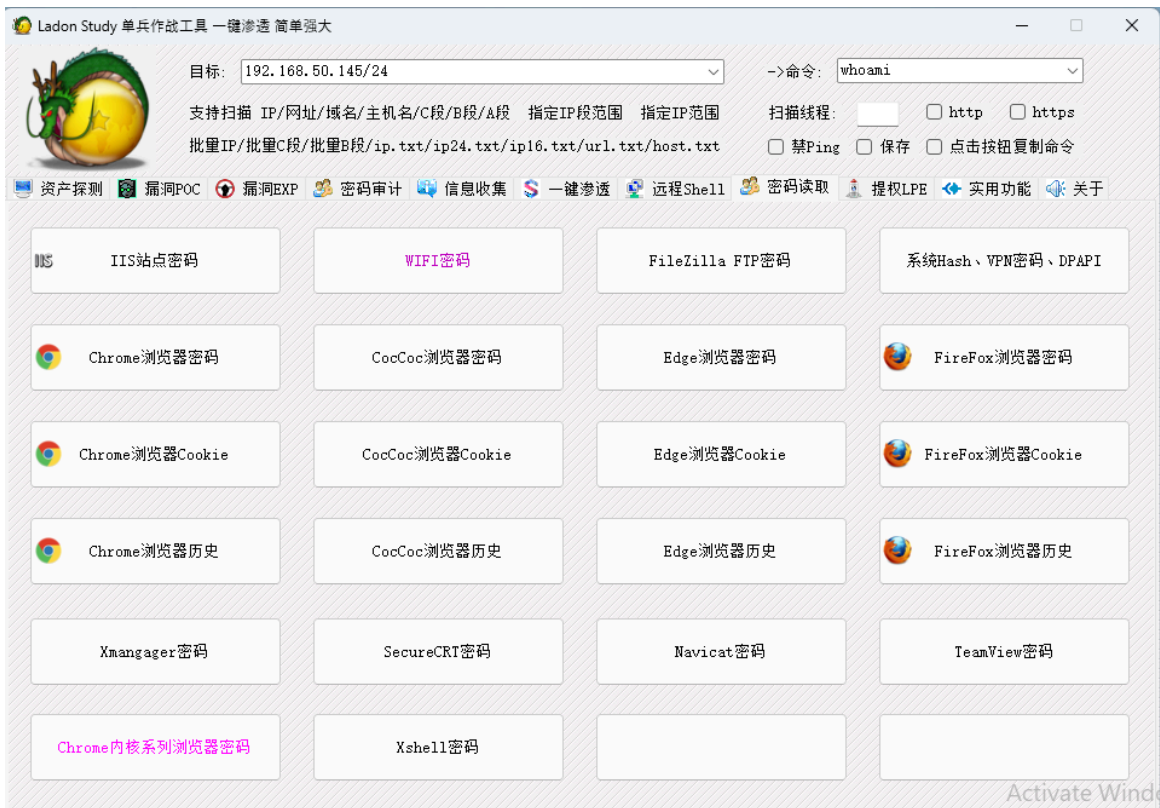 Ladon Study 单兵作战工具 一键渗透 简单强大
目标: 192.168.50.145/24 ->命令: whoami
支持扫描 IP/网址/域名/主机名/C段/B段/A段 指定IP段范围 指定IP范围 扫描线程: http https
批量IP/批量C段/批量B段/ip.txt/ip24.txt/ip16.txt/url.txt/host.txt 禁Ping 保存 点击按钮复制命令
资产探测 漏洞POC 漏洞EXP 密码审计 信息收集 一键渗透 远程Shell 密码读取 提权LPE 实用功能 关于
IIS IIS站点密码 WIFI密码 FileZilla FTP密码 系统Hash、VPN密码、DPAPI
Chrome浏览器密码 CocCoc浏览器密码 Edge浏览器密码 FireFox浏览器密码
Chrome浏览器Cookie CocCoc浏览器Cookie Edge浏览器Cookie FireFox浏览器Cookie
Chrome浏览器历史 CocCoc浏览器历史 Edge浏览器历史 FireFox浏览器历史
Xmangager密码 SecureCRT密码 Navicat密码 TeamView密码
Chrome内核系列浏览器密码 Xshell密码
Activate Windo